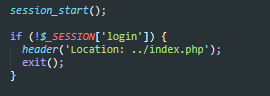 session_start();
if (!$_SESSION['login']) {
header('Location: ../index.php');
exit();
}